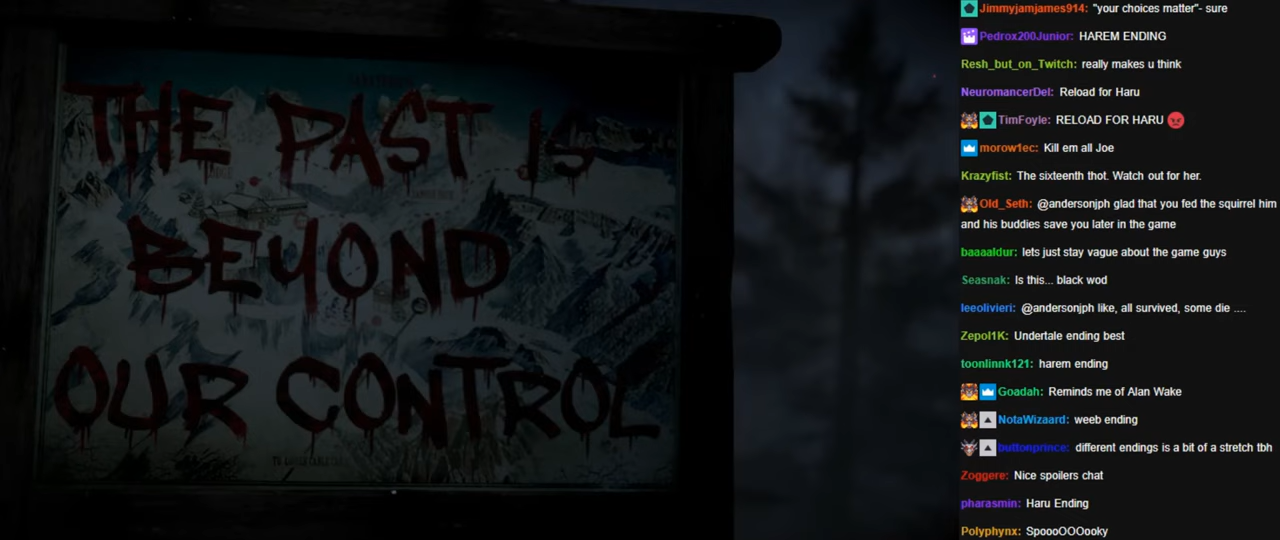 THE PAST IS
BEYOND
OUR CONTROL
Jimmyjamjames914: "your choices matter"- sure
Pedrox200Junior: HAREM ENDING
Resh_but_on_Twitch: really makes u think
NeuromancerDel: Reload for Haru
TimFoyle: RELOAD FOR HARU 😡
morow1ec: Kill em all Joe
Krazyfist: The sixteenth thot. Watch out for her.
Old_Seth: @andersonjph glad that you fed the squirrel him
and his buddies save you later in the game
baaaaldur: lets just stay vague about the game guys
Seasnak: Is this... black wod
leeolivieri: @andersonjph like, all survived, some die ....
Zepol1K: Undertale ending best
toonlinnk121: harem ending
Goadah: Reminds me of Alan Wake
NotaWizaard: weeb ending
buttonprince: different endings is a bit of a stretch tbh
Zoggere: Nice spoilers chat
pharasmin: Haru Ending
Polyphynx: SpoooOOOooky